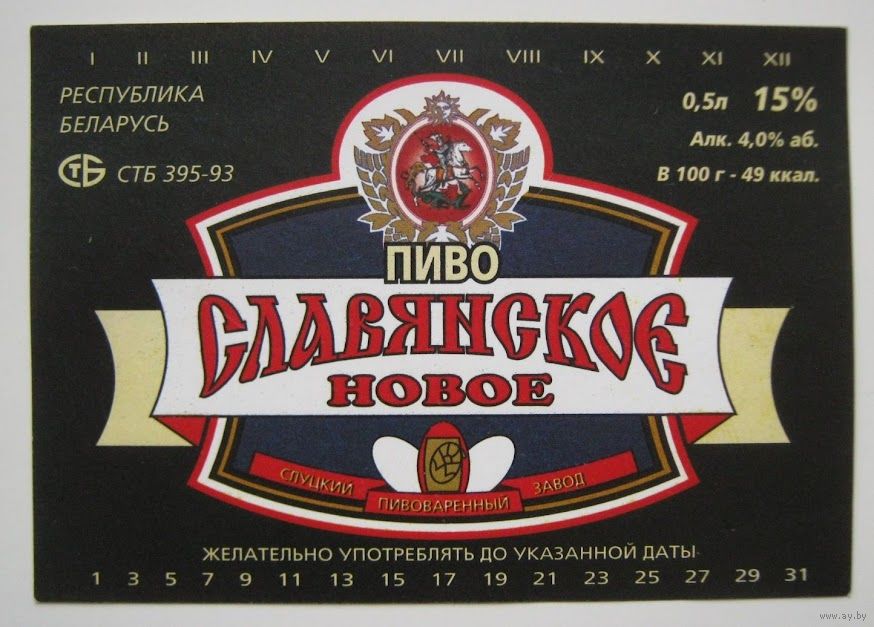 I II III IV V VI VII VIII IX X XI XII
РЕСПУБЛИКА
БЕЛАРУСЬ
СТБ СТБ 395-93
0,5л 15%
Алк. 4,0% об.
В 100 г - 49 ккал.
ПИВО
СЛАВЯНСКОЕ
НОВОЕ
СЛУЦКИЙ ПИВОВАРЕННЫЙ ЗАВОД
ЖЕЛАТЕЛЬНО УПОТРЕБЛЯТЬ ДО УКАЗАННОЙ ДАТЫ
1 3 5 7 9 11 13 15 17 19 21 23 25 27 29 31
www.ay.by